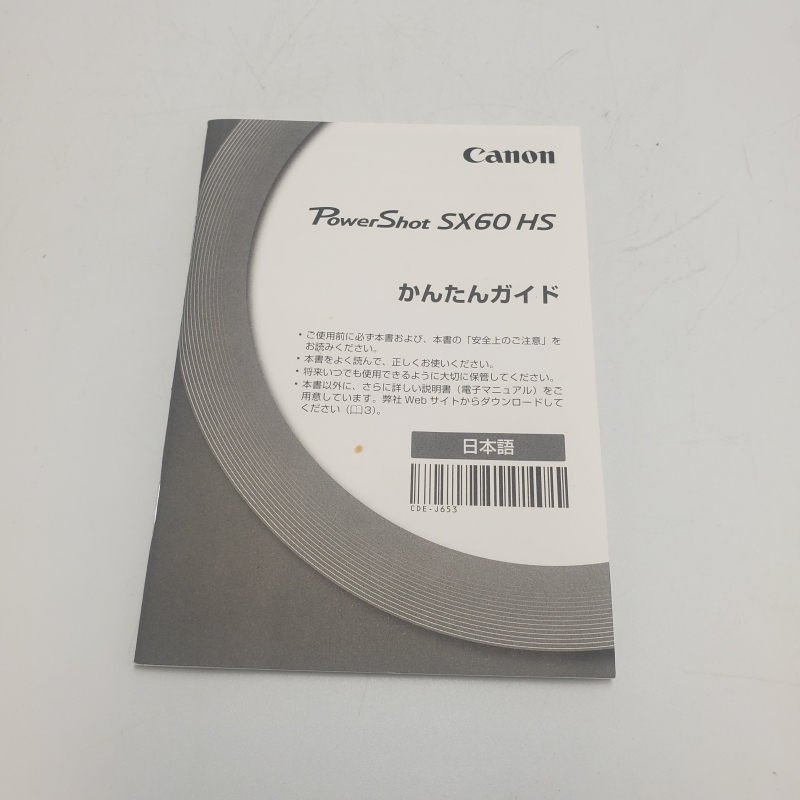 Canon
PowerShot SX60 HS
かんたんガイド
• ご使用前に必ず本書および、本書の「安全上のご注意」を
お読みください。
• 本書をよく読んで、正しくお使いください。
• 将来いつでも使用できるように大切に保管してください。
• 本書以外に、さらに詳しい説明書（電子マニュアル）をご
用意しています。弊社 Web サイトからダウンロードして
ください（📖3）。
日本語
CDE-J653